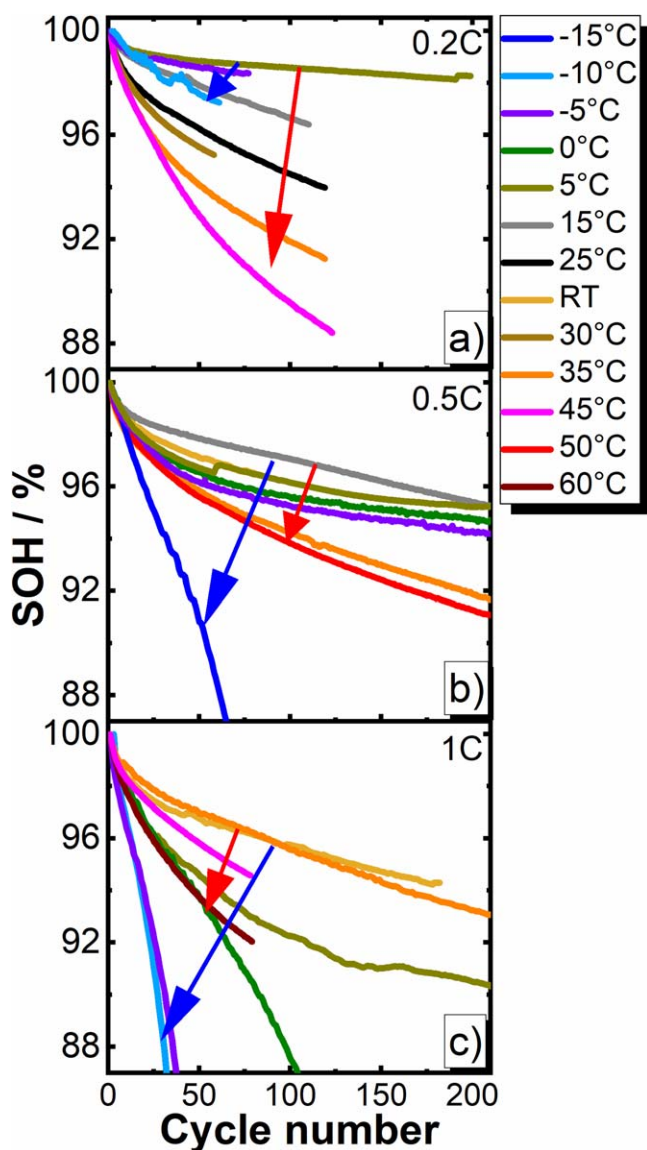 100
96
92
88
0.2C
a)
100
96
92
88
0.5C
b)
100
96
92
88
1C
c)
0 50 100 150 200
SOH / %
Cycle number
-15°C
-10°C
-5°C
0°C
5°C
15°C
25°C
RT
30°C
35°C
45°C
50°C
60°C